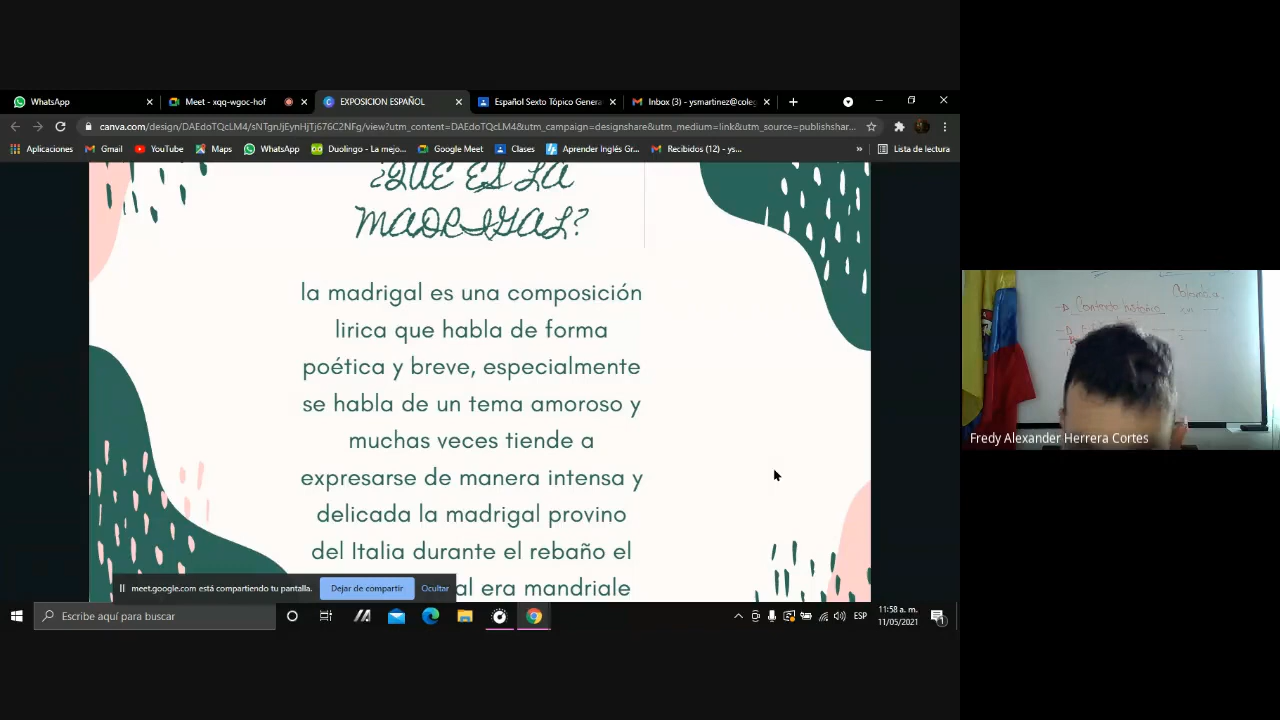 WhatsApp
Meet - xqq-wgoc-hof
EXPOSICION ESPAÑOL
Español Sexto Tópico Genera
Inbox (3) - ysmartinez@coleg
canva.com/design/DAEdoTQcLM4/sNTgnJjEynHjTj676C2NFg/view?utm_content=DAEdoTQcLM4&utm_campaign=designshare&utm_medium=link&utm_source=publishshar...
Aplicaciones
Gmail
YouTube
Maps
WhatsApp
Duolingo - La mejo...
Google Meet
Clases
Aprender Inglés Gr...
Recibidos (12) - ys...
»
Lista de lectura
¿QUE ES LA
MADRIGAL?
la madrigal es una composición
lirica que habla de forma
poética y breve, especialmente
se habla de un tema amoroso y
muchas veces tiende a
expresarse de manera intensa y
delicada la madrigal provino
del Italia durante el rebaño el
al era mandriale
meet.google.com está compartiendo tu pantalla.
Dejar de compartir
Ocultar
Escribe aquí para buscar
ESP
11:58 a. m.
11/05/2021
1
Colombia
Contexto historico
Fredy Alexander Herrera Cortes